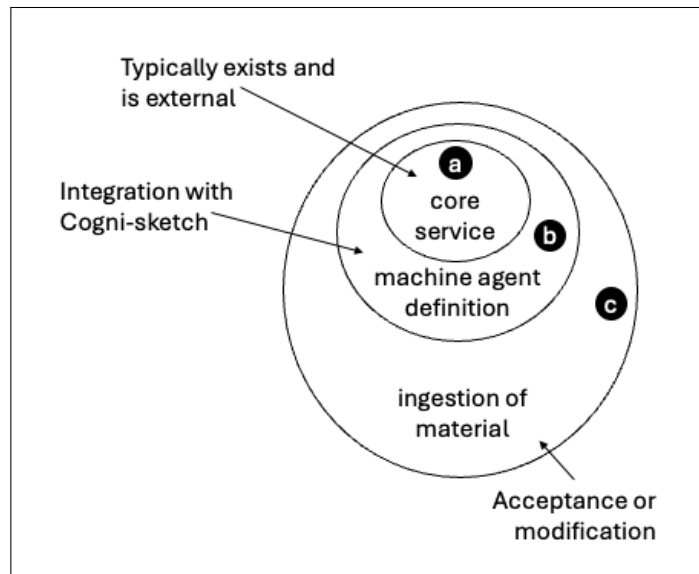 Typically exists and
is external
a
core
service
Integration with
Cogni-sketch
b
machine agent
definition
c
ingestion of
material
Acceptance or
modification